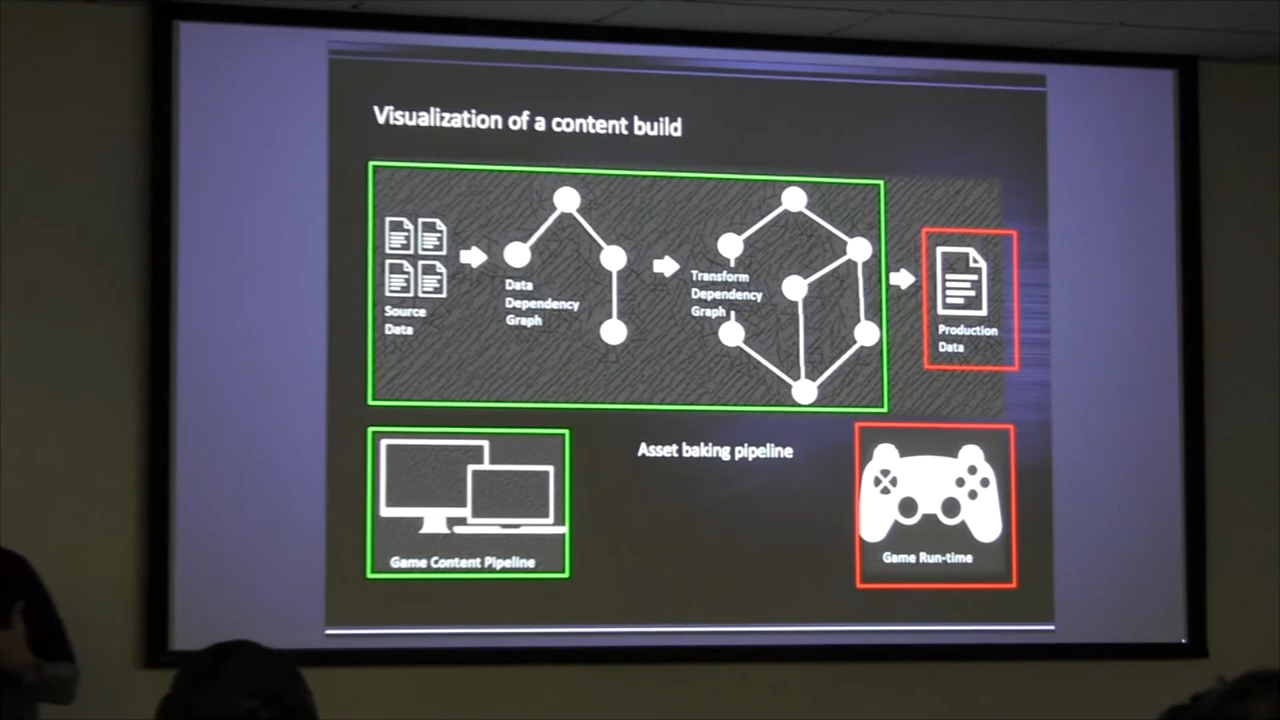 Visualization of a content build
Source
Data
Data
Dependency
Graph
Transform
Dependency
Graph
Production
Data
Asset baking pipeline
Game Content Pipeline
Game Run-time